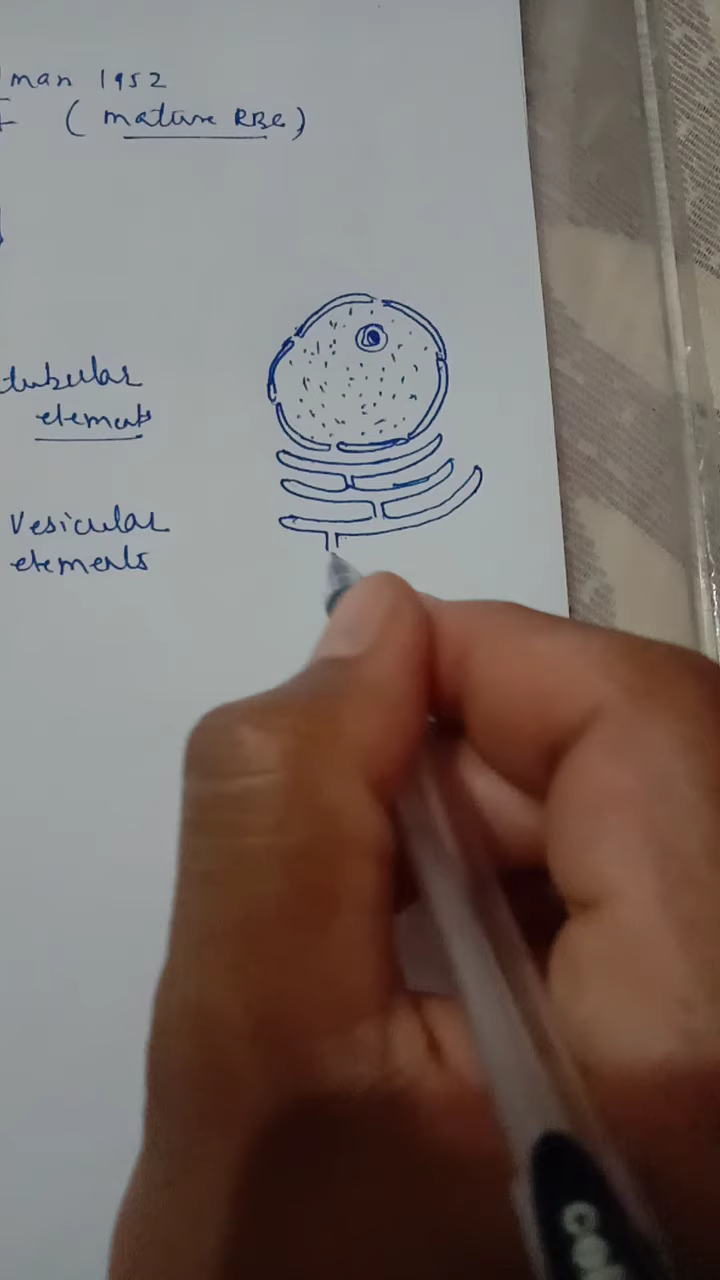 man 1952
(mature RBC)
tubular
elements
Vesicular
elements